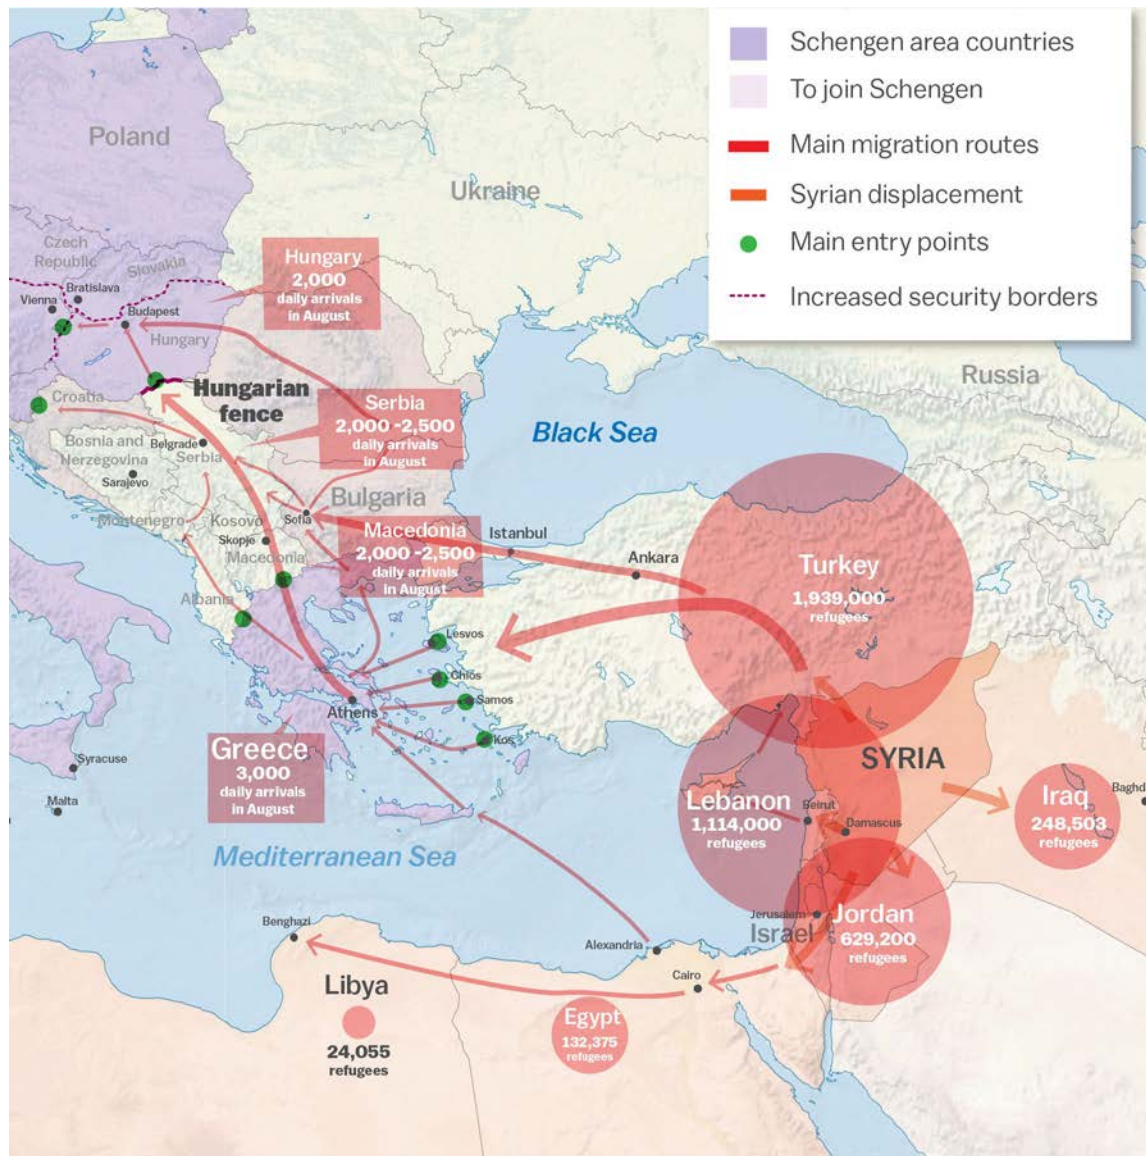 Schengen area countries
To join Schengen
Main migration routes
Syrian displacement
Main entry points
Increased security borders
Poland
Ukraine
Czech
Republic
Slovakia
Hungary
2,000
daily arrivals
in August
Bratislava
Vienna
Budapest
Hungary
Russia
Hungarian
fence
Croatia
Serbia
2,000 -2,500
daily arrivals
in August
Black Sea
Bosnia and
Herzegovina
Belgrade
Serbia
Sarajevo
Bulgaria
Montenegro
Kosovo
Sofia
Skopje
Macedonia
Macedonia
2,000 -2,500
daily arrivals
in August
Istanbul
Ankara
Turkey
1,939,000
refugees
Albania
Lesvos
Chios
Samos
Athens
Kos
Greece
3,000
daily arrivals
in August
Syracuse
Malta
SYRIA
Lebanon
1,114,000
refugees
Beirut
Damascus
Iraq
248,503
refugees
Baghd
Mediterranean Sea
Jerusalem
Israel
Jordan
629,200
refugees
Benghazi
Alexandria
Cairo
Libya
24,055
refugees
Egypt
132,375
refugees